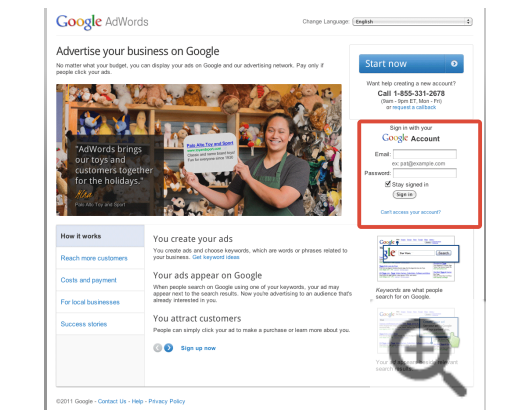 Google AdWords
Change Language: English
Advertise your business on Google
No matter what your budget, you can display your ads on Google and our advertising network. Pay only if
people click your ads.
Start now
Want help creating a new account?
Call 1-855-331-2678
(9am - 9pm ET, Mon - Fri)
or request a callback
"AdWords brings
our toys and
customers together
for the holidays."
Palo Alto Toy and Sport
Palo Alto Toy and Sport
Sign in with your
Google Account
Email:
ex: pat@example.com
Password:
Stay signed in
Sign in
Can't access your account?
How it works
Reach more customers
Costs and payment
For local businesses
Success stories
You create your ads
You create ads and choose keywords, which are words or phrases related to
your business. Get keyword ideas
Your ads appear on Google
When people search on Google using one of your keywords, your ad may
appear next to the search results. Now you're advertising to an audience that's
already interested in you.
You attract customers
People can simply click your ad to make a purchase or learn more about you.
Sign up now
Google
gle
Search
Keywords are what people
search for on Google.
Google
Your ad appears relevant
search results
©2011 Google - Contact Us - Help - Privacy Policy